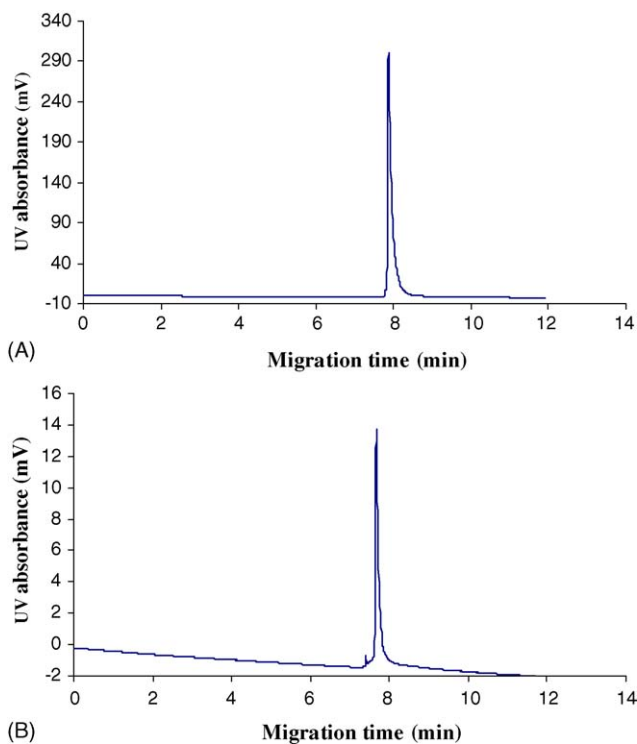 340
290
240
190
140
90
40
-10
UV absorbance (mV)
0 2 4 6 8 10 12 14
(A)
Migration time (min)
16
14
12
10
8
6
4
2
0
-2
UV absorbance (mV)
0 2 4 6 8 10 12 14
(B)
Migration time (min)